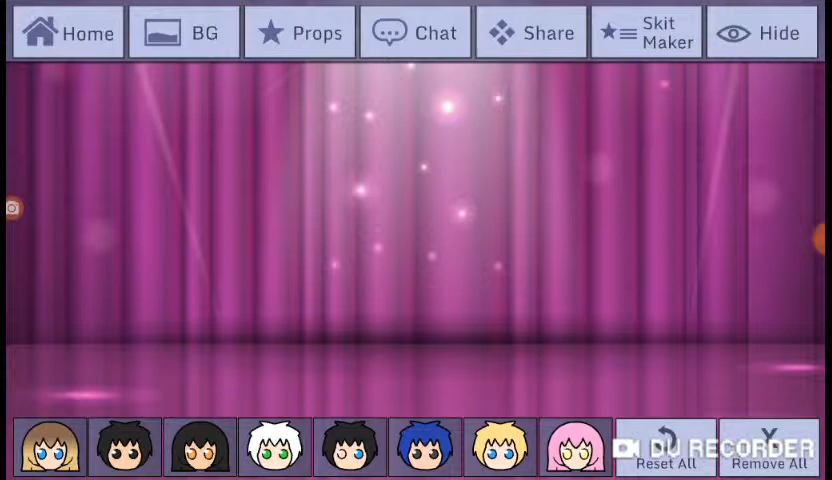 Home
BG
Props
Chat
Share
Skit
Maker
Hide
Reset All
Remove All
DU RECORDER